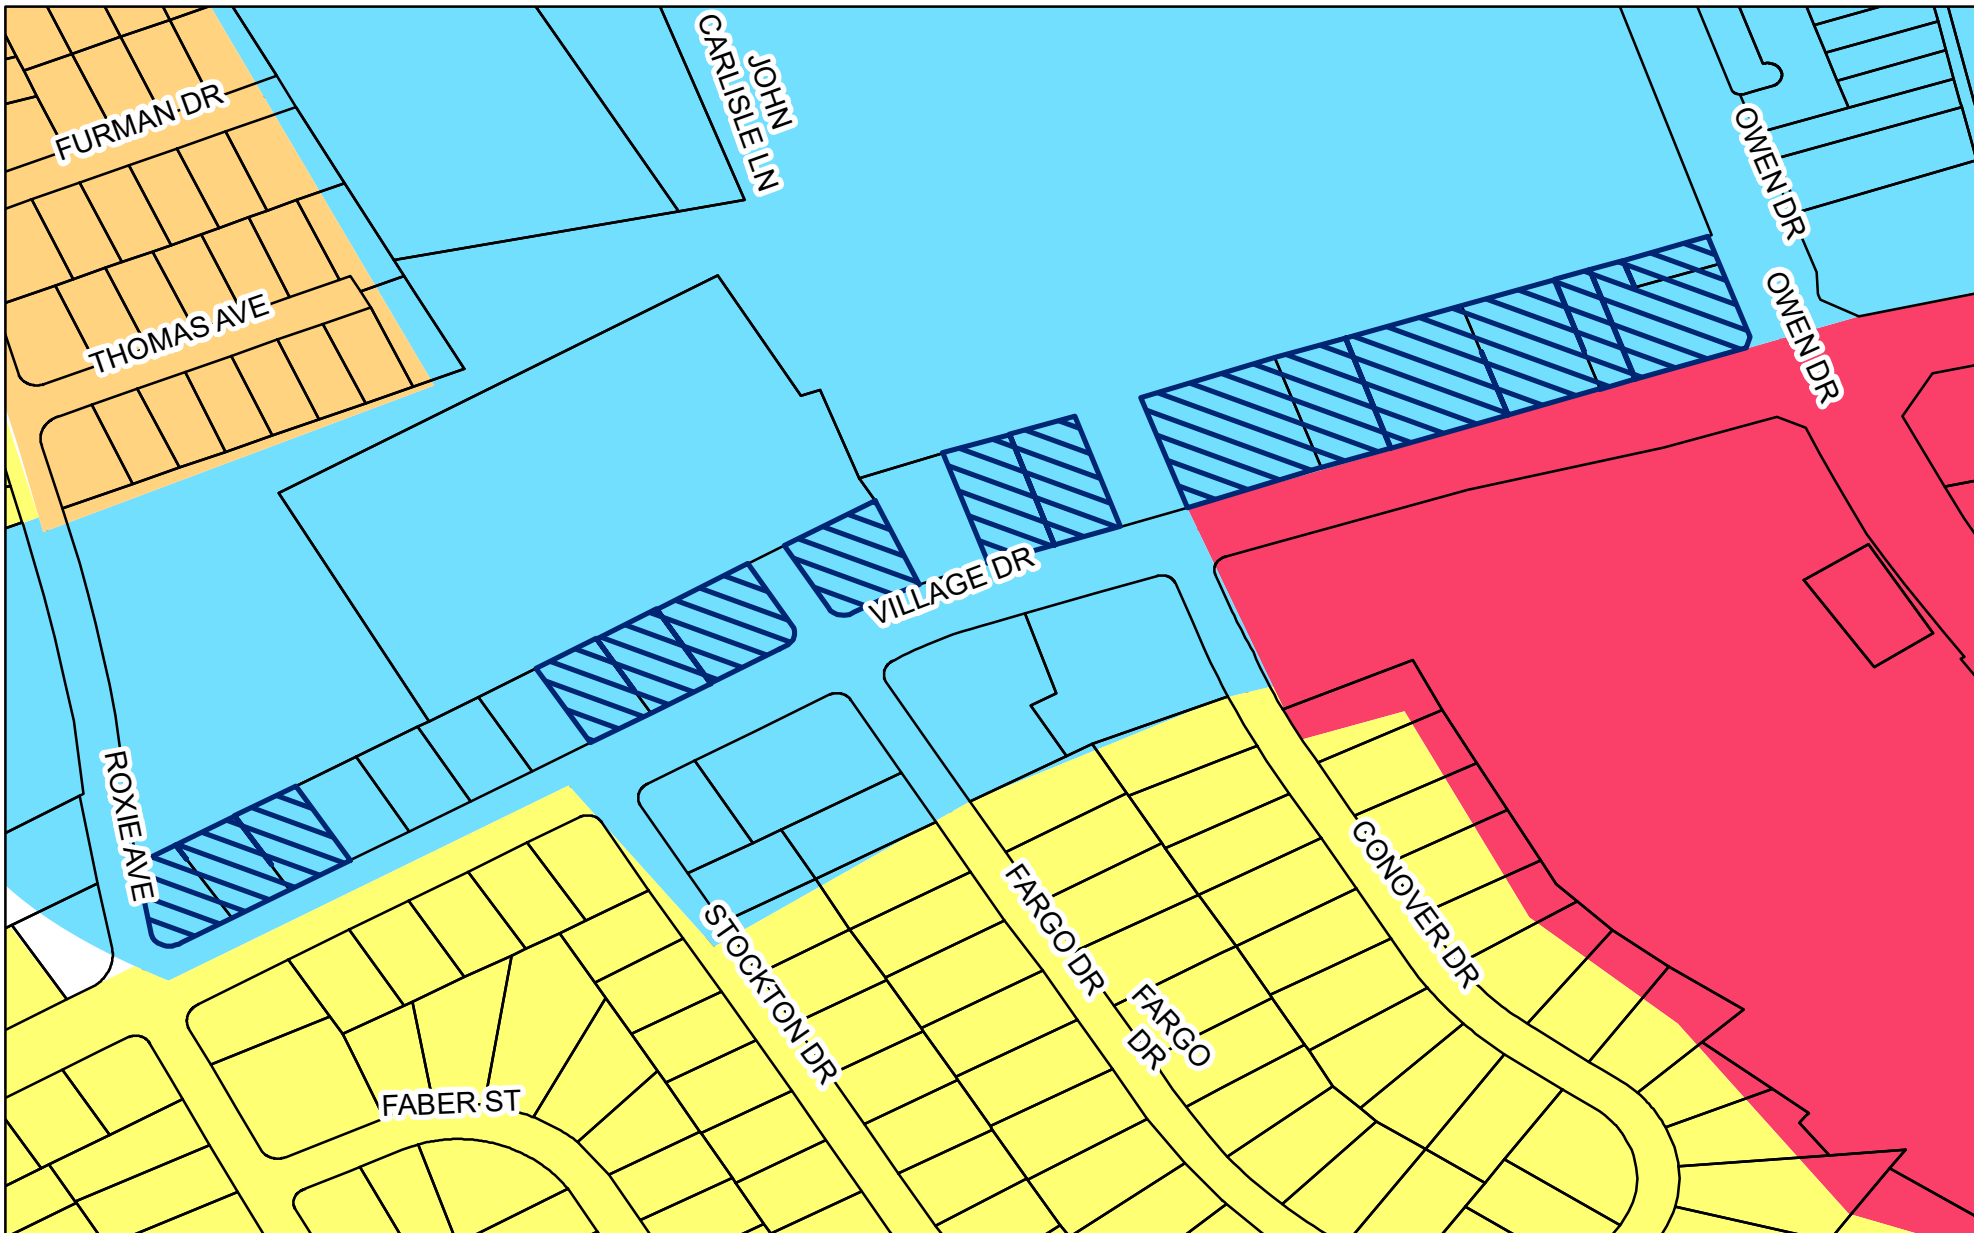 JOHN
CARLISLE LN
FURMAN DR
OWEN DR
THOMAS AVE
OWEN DR
VILLAGE DR
ROXIE AVE
CONOVER DR
STOCKTON DR
FARGO DR
FARGO
DR
FABER ST